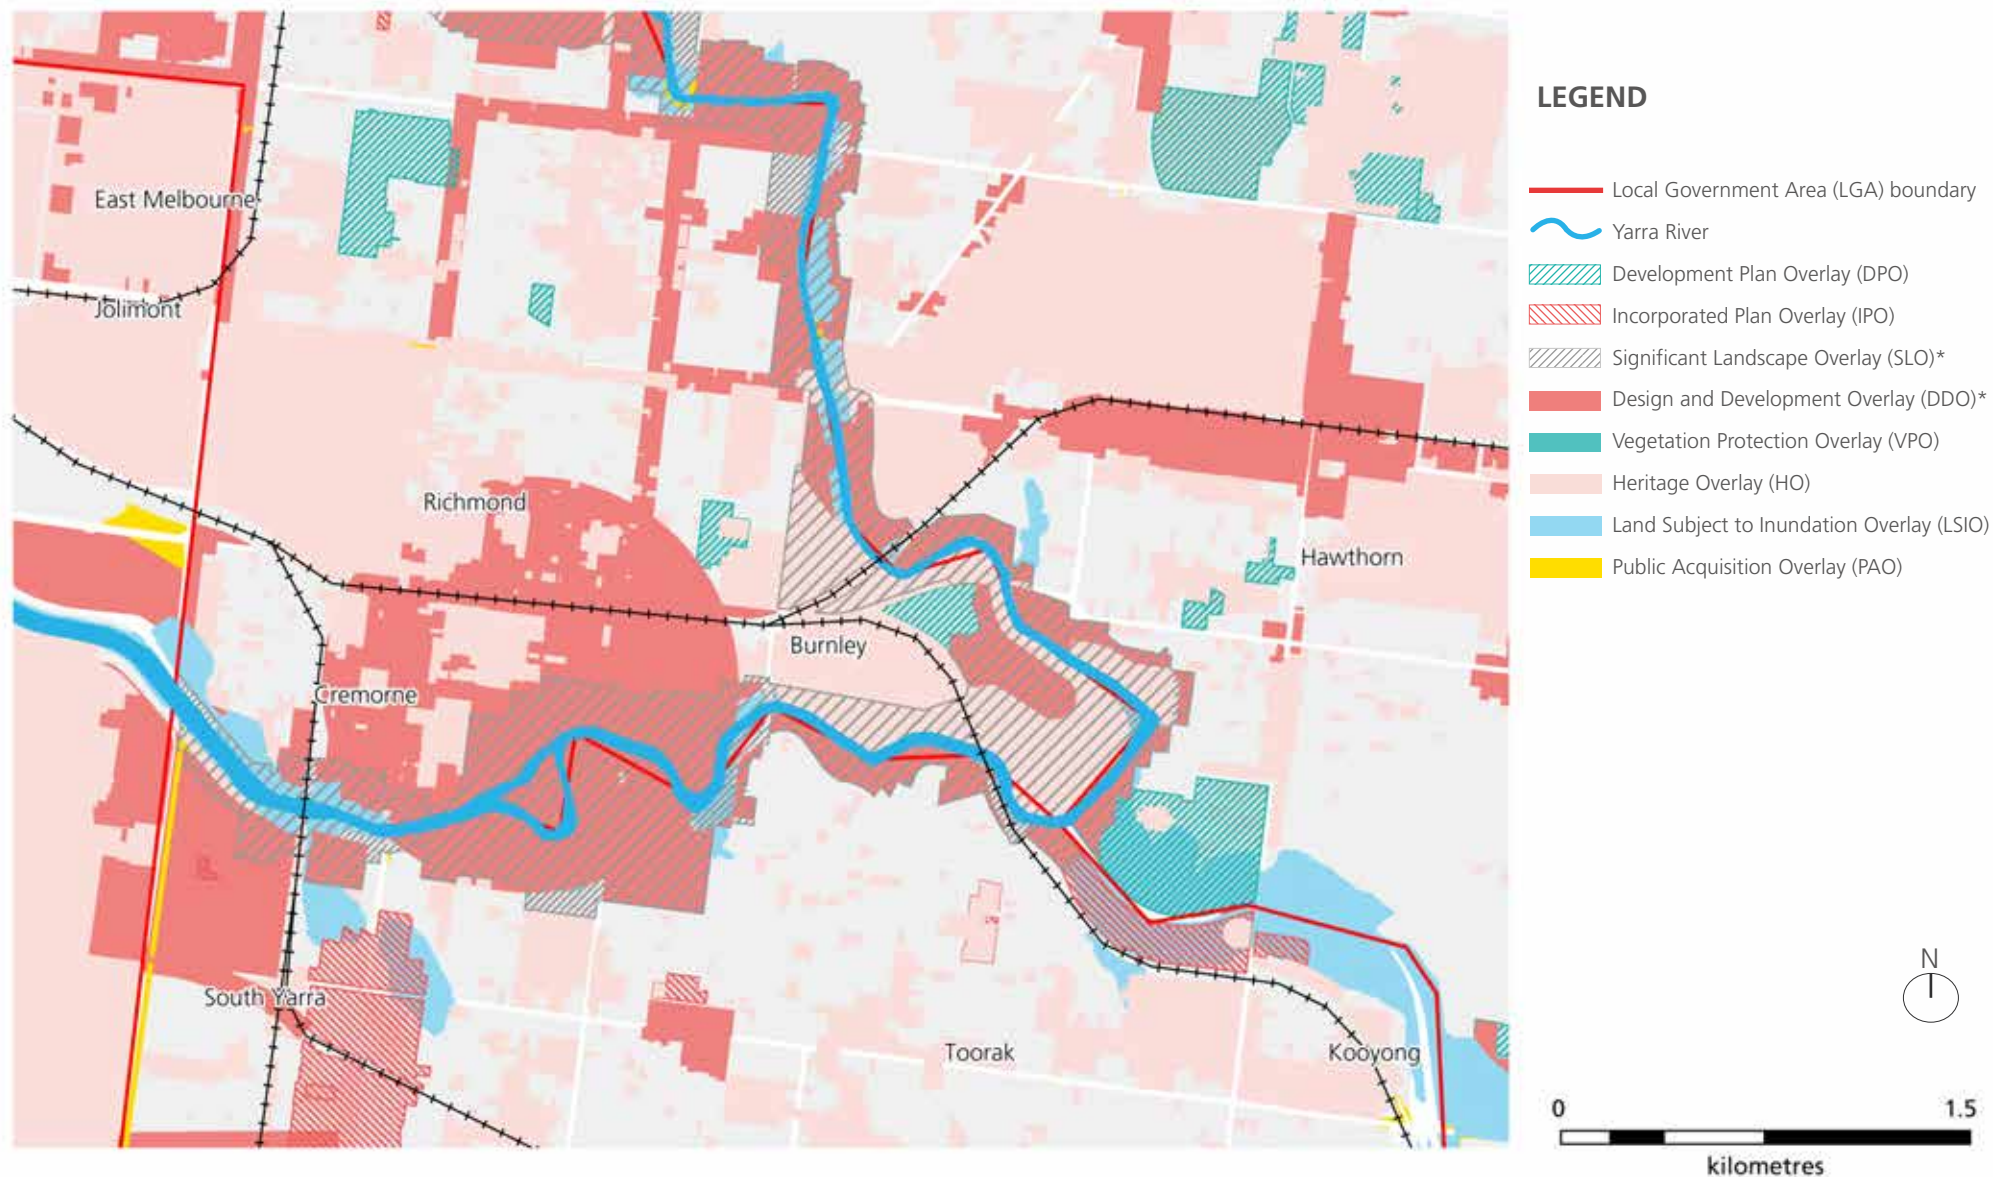 LEGEND
Local Government Area (LGA) boundary
Yarra River
Development Plan Overlay (DPO)
Incorporated Plan Overlay (IPO)
Significant Landscape Overlay (SLO)*
Design and Development Overlay (DDO)*
Vegetation Protection Overlay (VPO)
Heritage Overlay (HO)
Land Subject to Inundation Overlay (LSIO)
Public Acquisition Overlay (PAO)
East Melbourne
Jolimont
Richmond
Hawthorn
Burnley
Cremorne
South Yarra
Toorak
Kooyong
N
0 1.5
kilometres